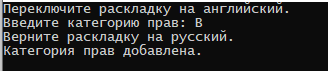 Переключите раскладку на английский.
Введите категорию прав: B
Верните раскладку на русский.
Категория прав добавлена.